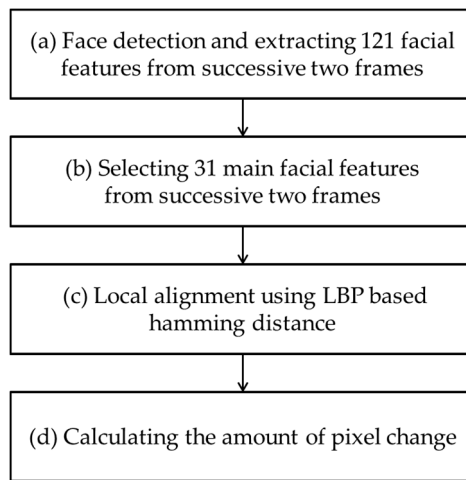 (a) Face detection and extracting 121 facial
features from successive two frames
(b) Selecting 31 main facial features
from successive two frames
(c) Local alignment using LBP based
hamming distance
(d) Calculating the amount of pixel change